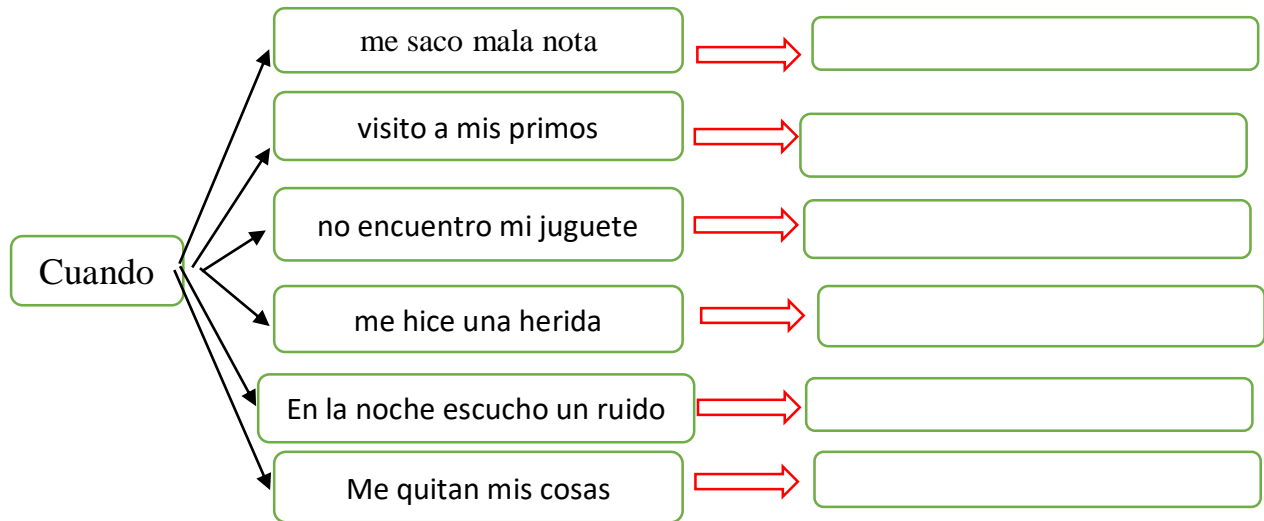 Cuando
me saco mala nota
visito a mis primos
no encuentro mi juguete
me hice una herida
En la noche escucho un ruido
Me quitan mis cosas